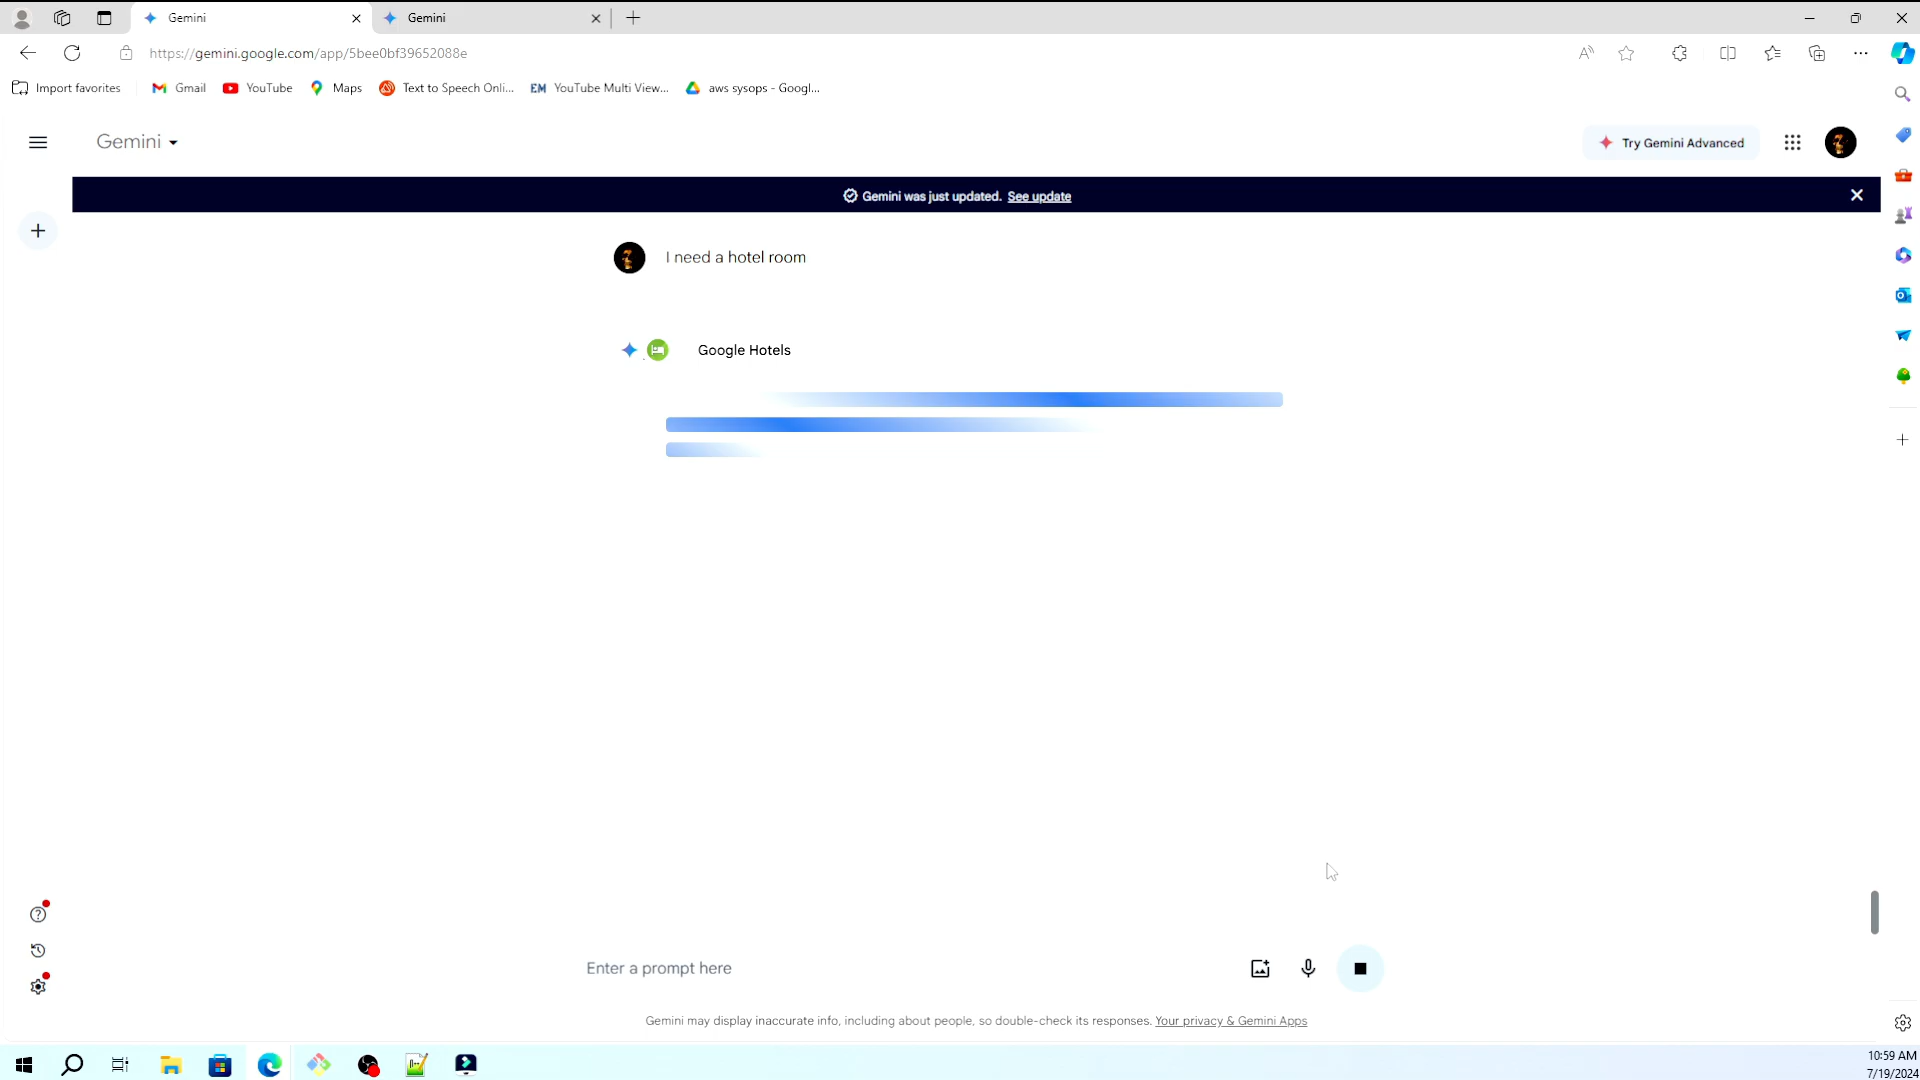 Gemini
Gemini
https://gemini.google.com/app/5bee0bf39652088e
Import favorites
Gmail
YouTube
Maps
Text to Speech Onli...
EM YouTube Multi View...
aws sysops - Googl...
Gemini
Try Gemini Advanced
Gemini was just updated. See update
I need a hotel room
Google Hotels
Enter a prompt here
Gemini may display inaccurate info, including about people, so double-check its responses. Your privacy & Gemini Apps
10:59 AM
7/19/2024